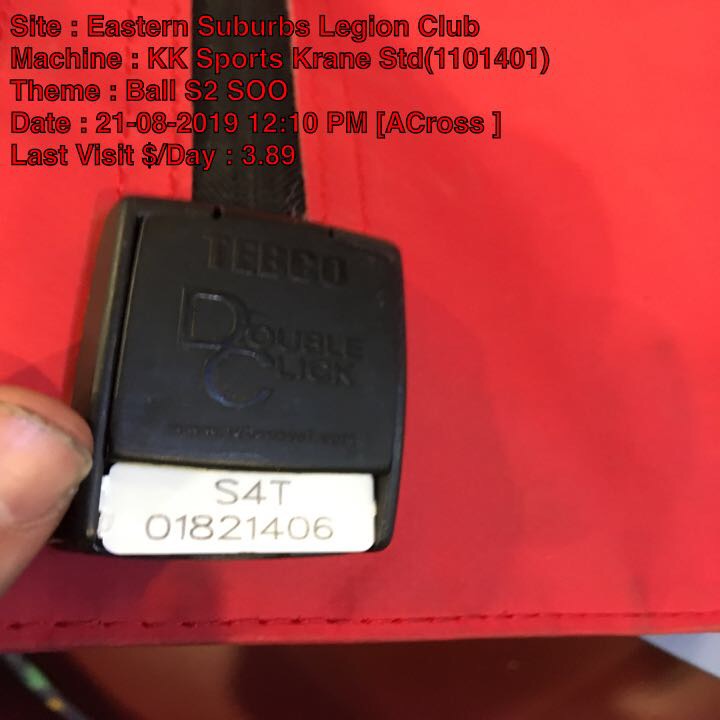 Site : Eastern Suburbs Legion Club
Machine : KK Sports Krane Std(1101401)
Theme : Ball S2 SOO
Date : 21-08-2019 12:10 PM [ACross ]
Last Visit $/Day : 3.89
TEBCO
DOUBLE
CLICK
S4T
01821406